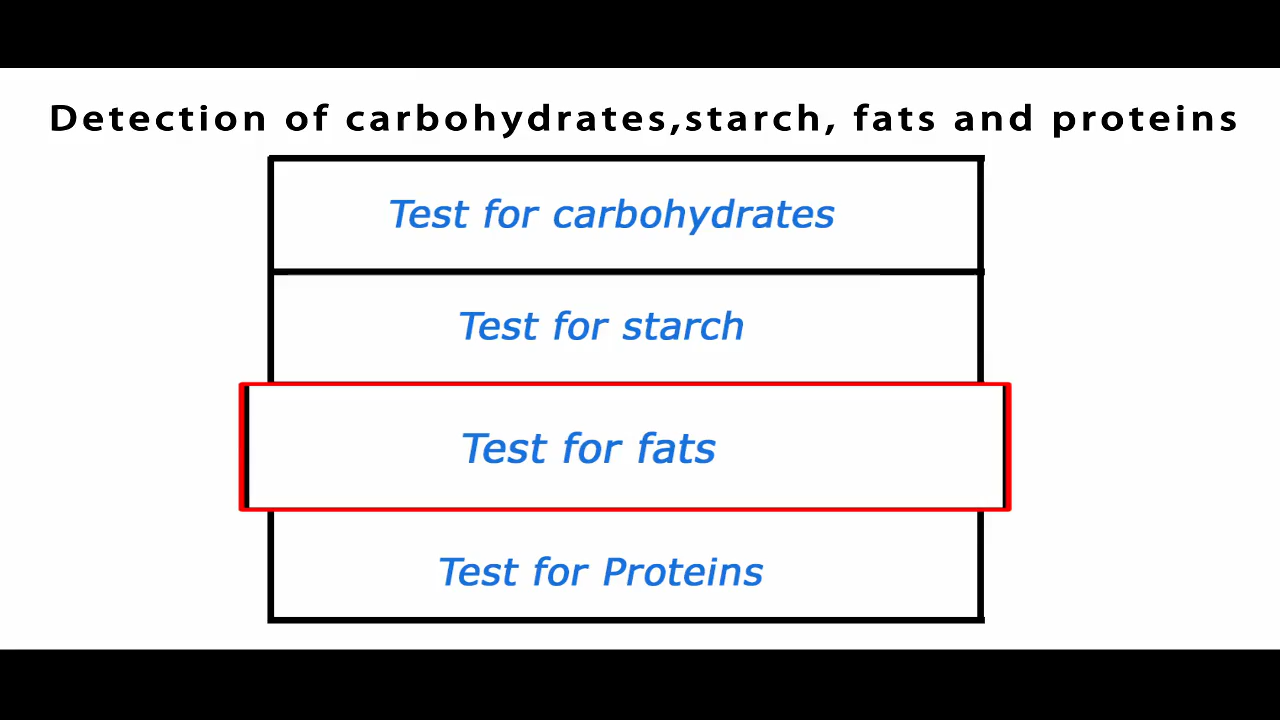 Detection of carbohydrates,starch, fats and proteins
Test for carbohydrates
Test for starch
Test for fats
Test for Proteins